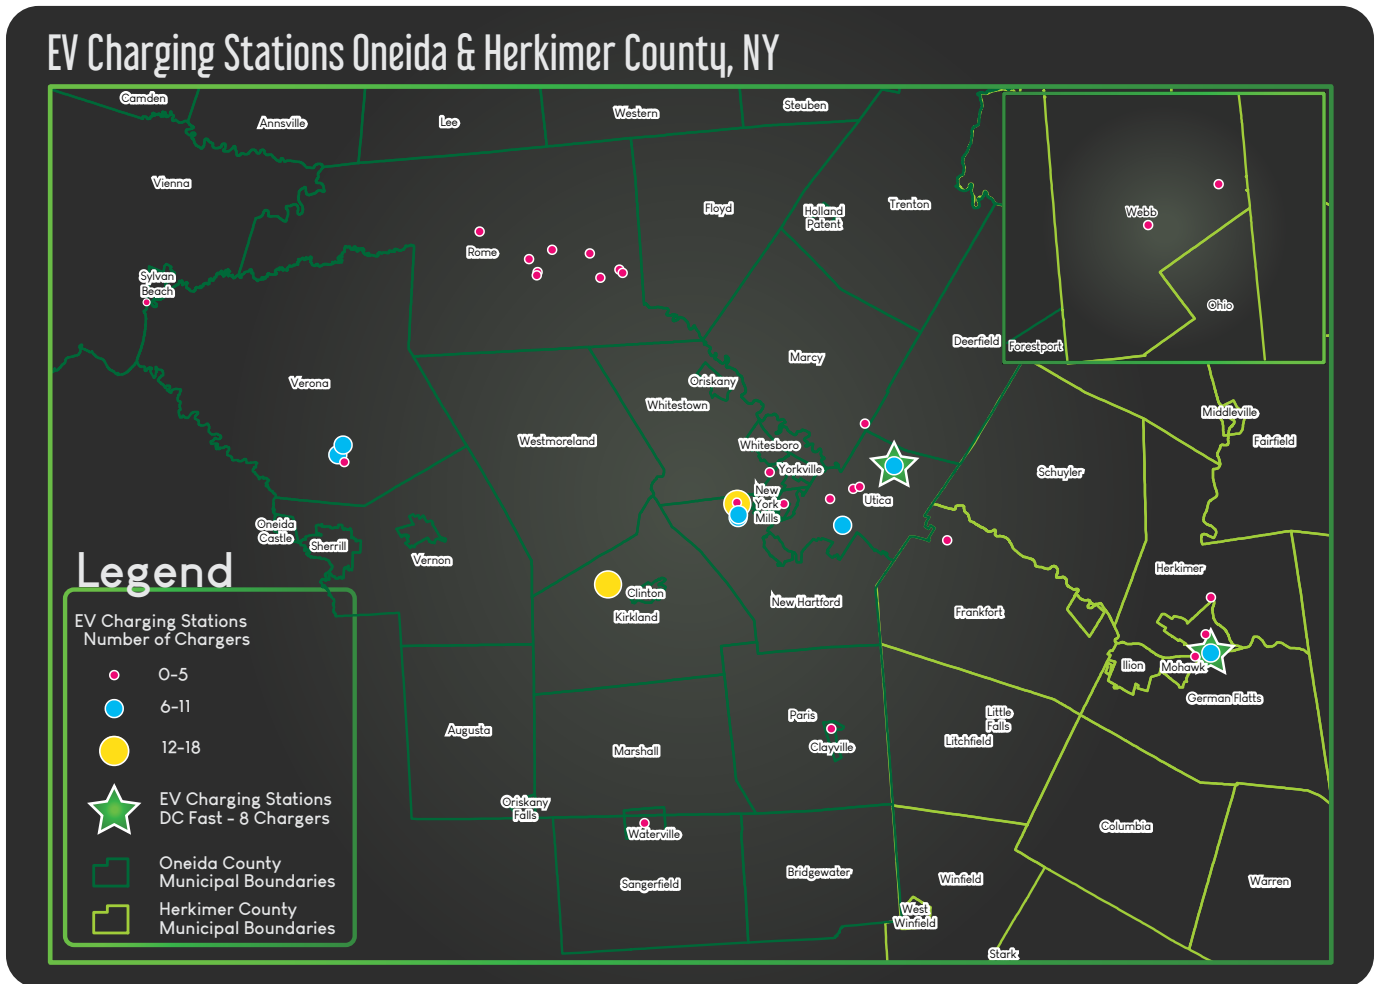 EV Charging Stations Oneida & Herkimer County, NY
Camden
Annsville
Lee
Western
Steuben
Vienna
Floyd
Holland
Patent
Trenton
Webb
Rome
Sylvan
Beach
Ohio
Deerfield
Forestport
Marcy
Verona
Oriskany
Whitestown
Middleville
Fairfield
Westmoreland
Whitesboro
Yorkville
Schuyler
New
York
Mills
Utica
Oneida
Castle
Sherrill
Vernon
Herkimer
Clinton
Kirkland
New Hartford
Frankfort
Ilion
Mohawk
German Flatts
Paris
Clayville
Little
Falls
Litchfield
Augusta
Marshall
Oriskany
Falls
Waterville
Columbia
Sangerfield
Bridgewater
Winfield
Warren
West
Winfield
Stark
Legend
EV Charging Stations
Number of Chargers
0-5
6-11
12-18
EV Charging Stations
DC Fast - 8 Chargers
Oneida County
Municipal Boundaries
Herkimer County
Municipal Boundaries